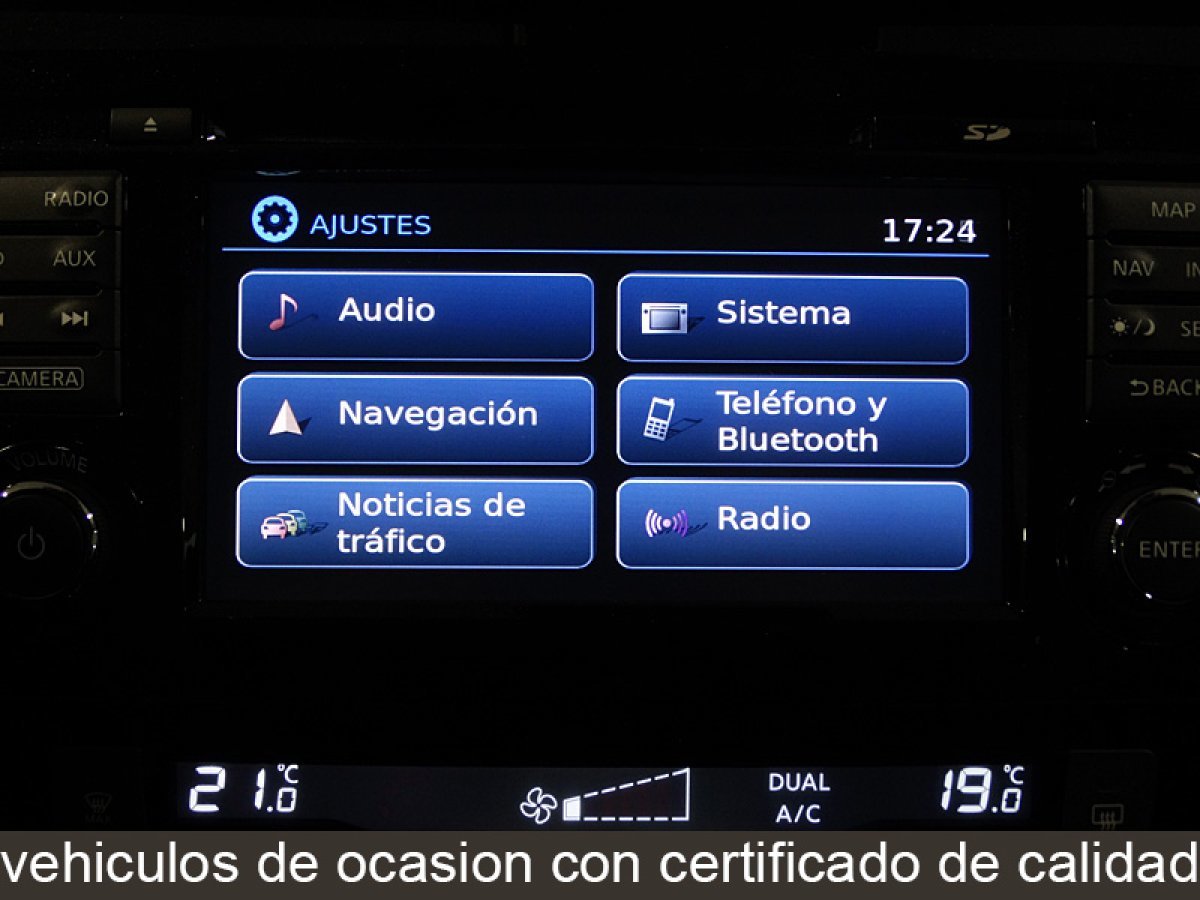 SD
RADIO
AUX
CAMERA
VOLUME
AJUSTES
17:24
Audio
Sistema
Navegación
Teléfono y
Bluetooth
Noticias de
tráfico
Radio
MAP
NAV
BACK
ENTER
21.0 °C
DUAL
A/C
19.0 °C
vehiculos de ocasion con certificado de calidad